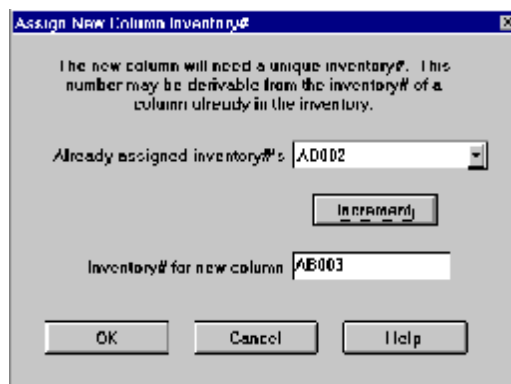 Assign New Column Inventory#
The new column will need a unique inventory#. This
number may be derivable from the inventory# of a
column already in the inventory.
Already assigned inventory#'s AB002
Increment
Inventory# for new column AB003
OK Cancel Help